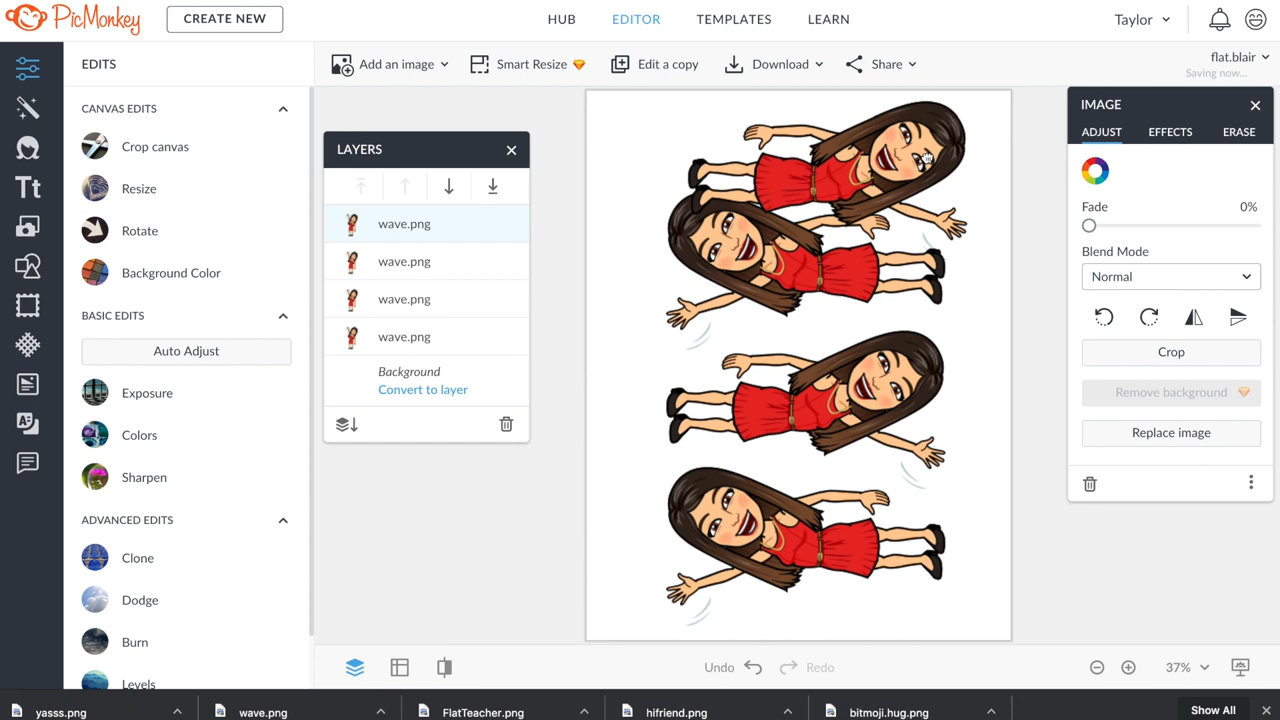 PicMonkey
CREATE NEW
HUB
EDITOR
TEMPLATES
LEARN
Taylor
EDITS
Add an image
Smart Resize
Edit a copy
Download
Share
flat.blair
Saving now...
CANVAS EDITS
Crop canvas
Resize
Rotate
Background Color
BASIC EDITS
Auto Adjust
Exposure
Colors
Sharpen
ADVANCED EDITS
Clone
Dodge
Burn
Levels
LAYERS
wave.png
wave.png
wave.png
wave.png
Background
Convert to layer
IMAGE
ADJUST
EFFECTS
ERASE
Fade
0%
Blend Mode
Normal
Crop
Remove background
Replace image
Tt
Undo
Redo
37%
yasss.png
wave.png
FlatTeacher.png
hifriend.png
bitmoji.hug.png
Show All